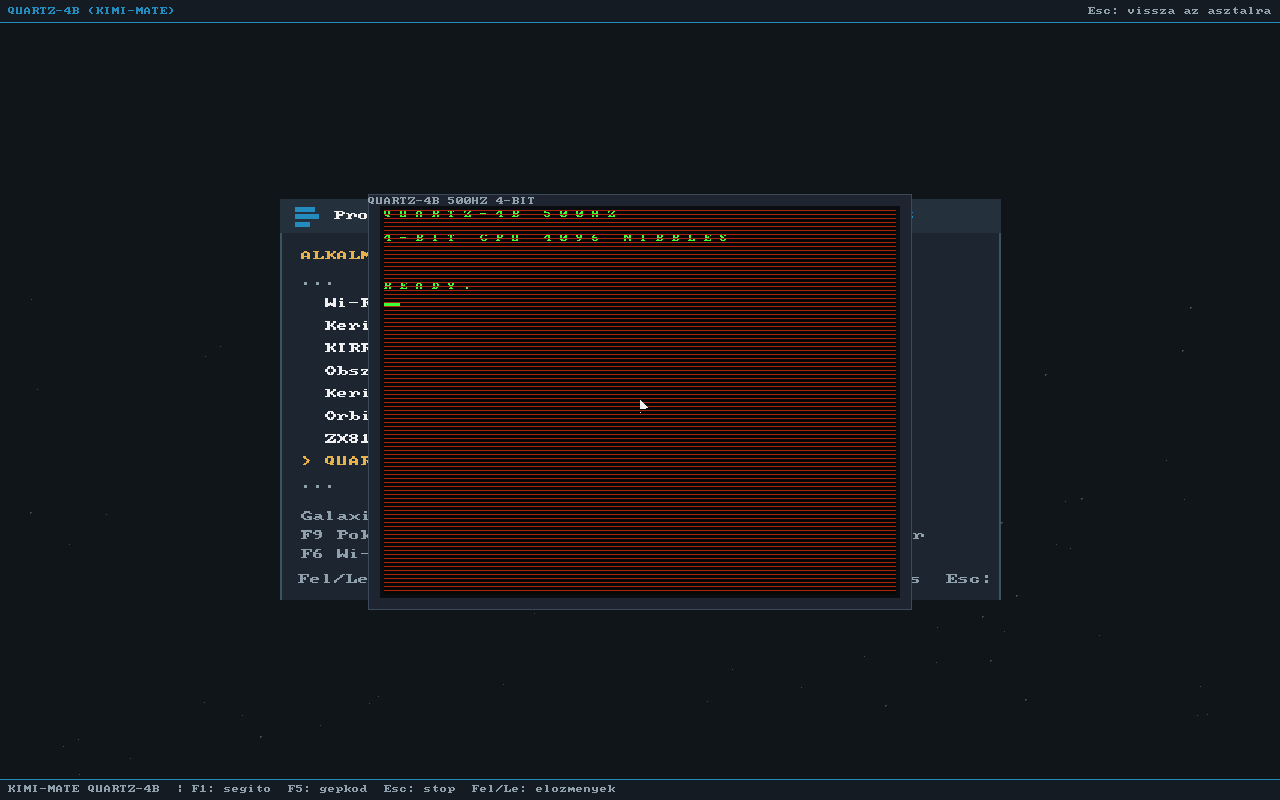 QUARTZ-4B (KIMI-MATE) Esc: vissza az asztalra
QUARTZ-4B 500HZ 4-BIT
Pro
QUARTZ-4B 500HZ
4-BIT CPU 4096 NIBBLES
READY.
ALKALM
...
Wi-F
Keri
KIRR
Obsz
Keri
Orbi
ZX81
> QUAR
...
Galaxi
F9 Pok r
F6 Wi-
Fel/Le s Esc:
KIMI-MATE QUARTZ-4B | F1: segito F5: gepkod Esc: stop Fel/Le: elozmenyek